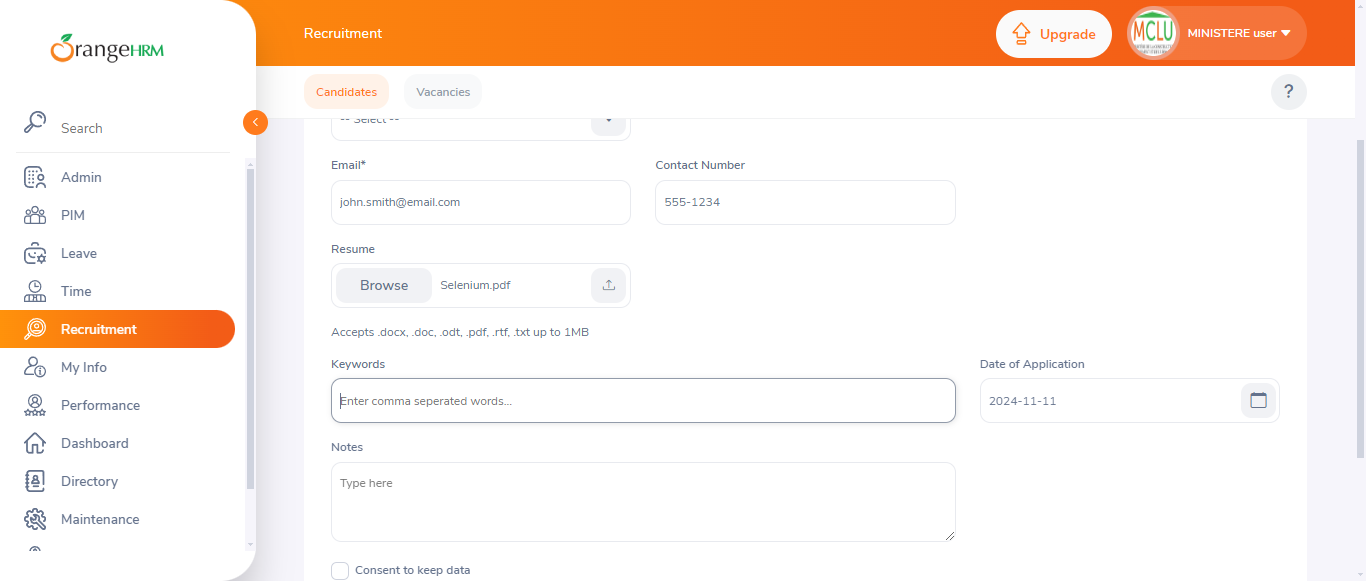 OrangeHRM
Search
Admin
PIM
Leave
Time
Recruitment
My Info
Performance
Dashboard
Directory
Maintenance
Recruitment
Upgrade
MCLU
MINISTERE user
Candidates
Vacancies
?
-- Select --
Email*
Contact Number
john.smith@email.com
555-1234
Resume
Browse
Selenium.pdf
Accepts .docx, .doc, .odt, .pdf, .rtf, .txt up to 1MB
Keywords
Date of Application
Enter comma seperated words...
2024-11-11
Notes
Type here
Consent to keep data